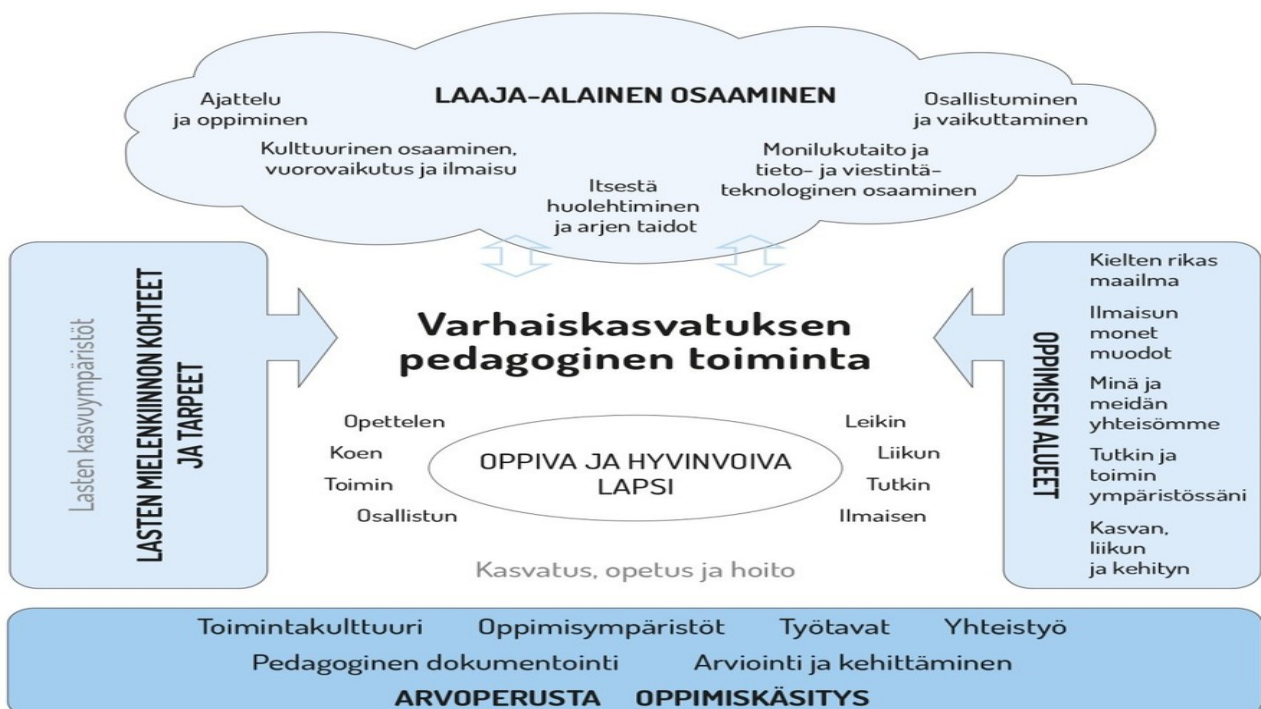 LAAJA-ALAINEN OSAAMINEN
Ajattelu
ja oppiminen
Kulttuurinen osaaminen,
vuorovaikutus ja ilmaisu
Itsestä
huolehtiminen
ja arjen taidot
Monilukutaito ja
tieto- ja viestintä-
teknologinen osaaminen
Osallistuminen
ja vaikuttaminen
Lasten kasvuympäristöt
LASTEN MIELENKIINNON KOHTEET
JA TARPEET
Varhaiskasvatuksen
pedagoginen toiminta
Opettelen
Koen
Toimin
Osallistun
OPPIVA JA HYVINVOIVA
LAPSI
Leikin
Liikun
Tutkin
Ilmaisen
Kasvatus, opetus ja hoito
OPPIMISEN ALUEET
Kielten rikas
maailma
Ilmaisun
monet
muodot
Minä ja
meidän
yhteisömme
Tutkin ja
toimin
ympäristössäni
Kasvan,
liikun
ja kehityn
Toimintakulttuuri Oppimisympäristöt Työtavat Yhteistyö
Pedagoginen dokumentointi Arviointi ja kehittäminen
ARVOPERUSTA OPPIMISKÄSITYS